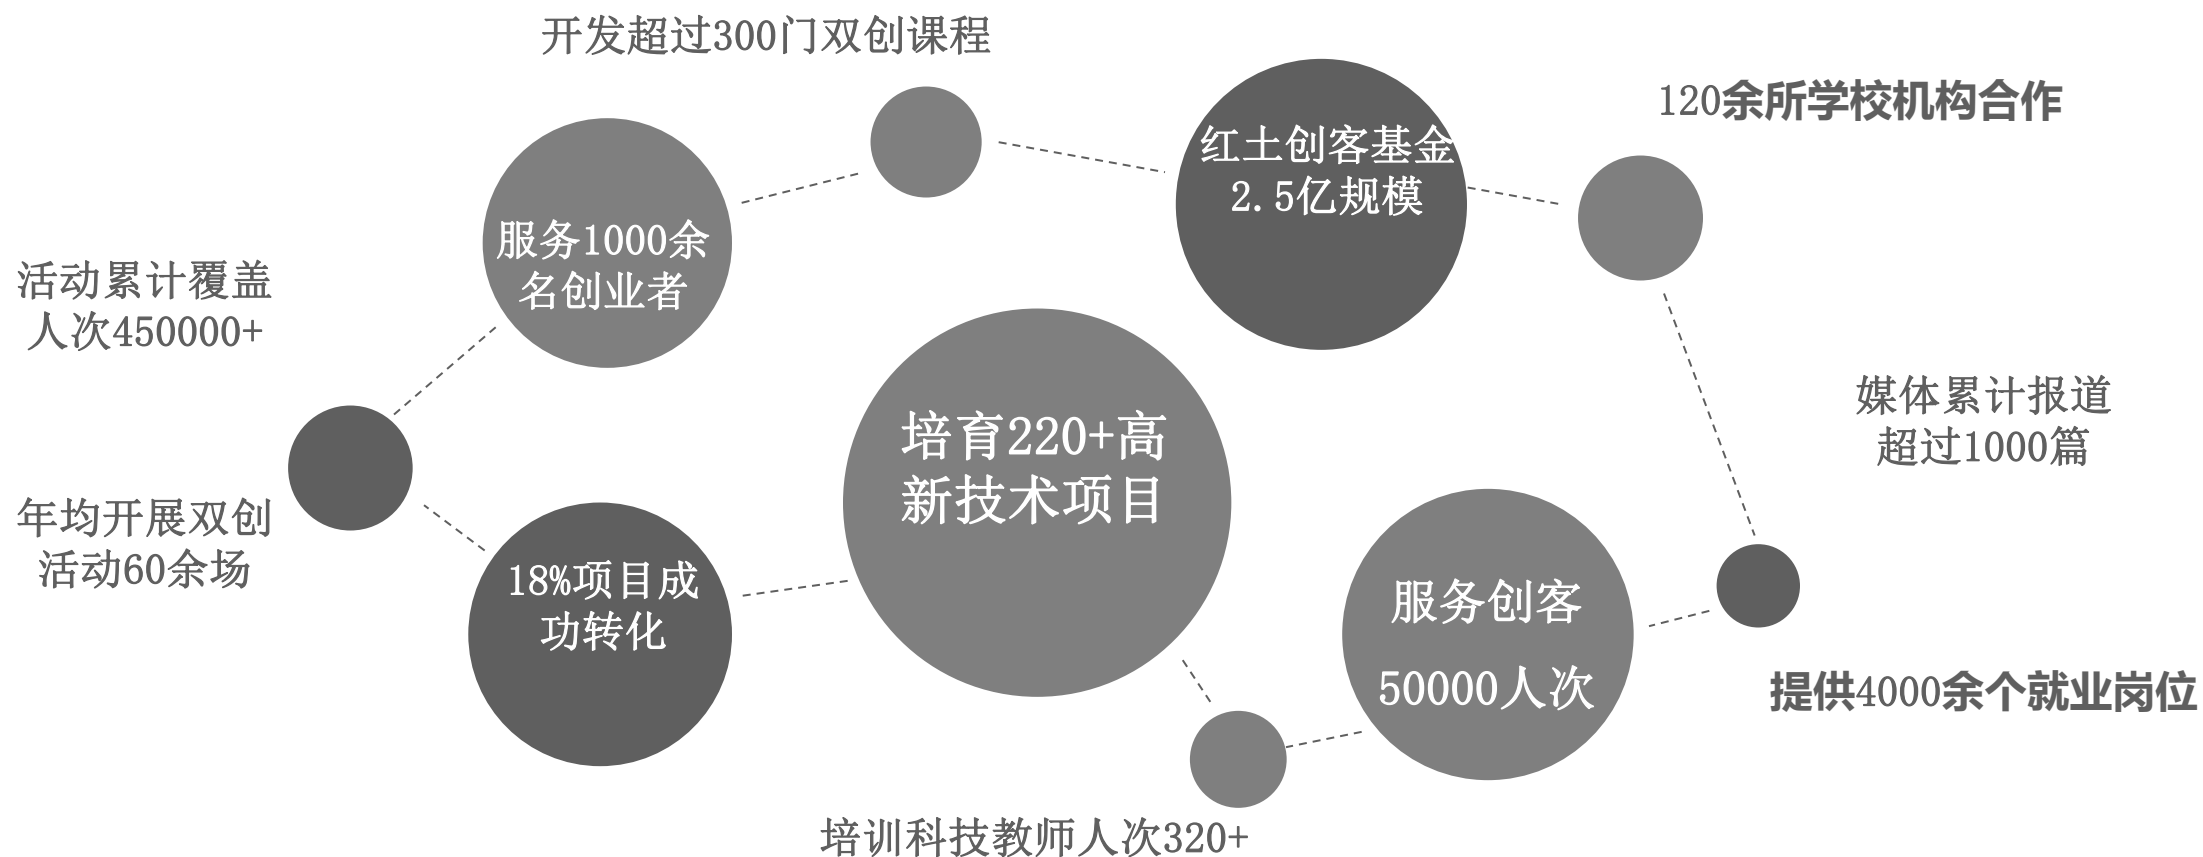 开发超过300门双创课程
120余所学校机构合作
红土创客基金
2.5亿规模
服务1000余
名创业者
活动累计覆盖
人次450000+
媒体累计报道
超过1000篇
培育220+高
新技术项目
年均开展双创
活动60余场
18%项目成
功转化
服务创客
50000人次
提供4000余个就业岗位
培训科技教师人次320+